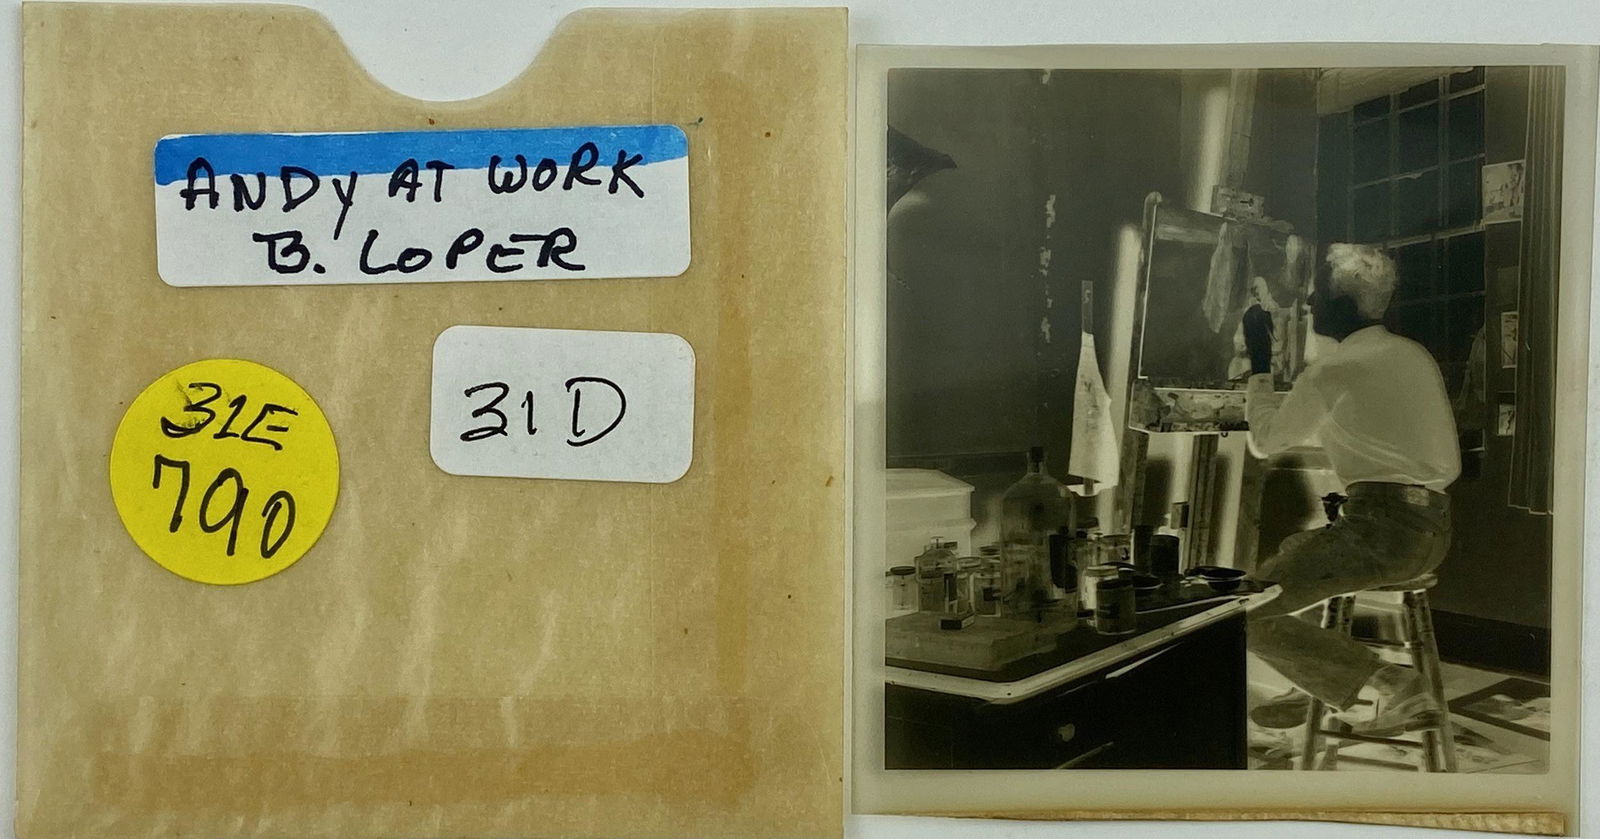 ANDY AT WORK
B. LOPER
31E
790
31D